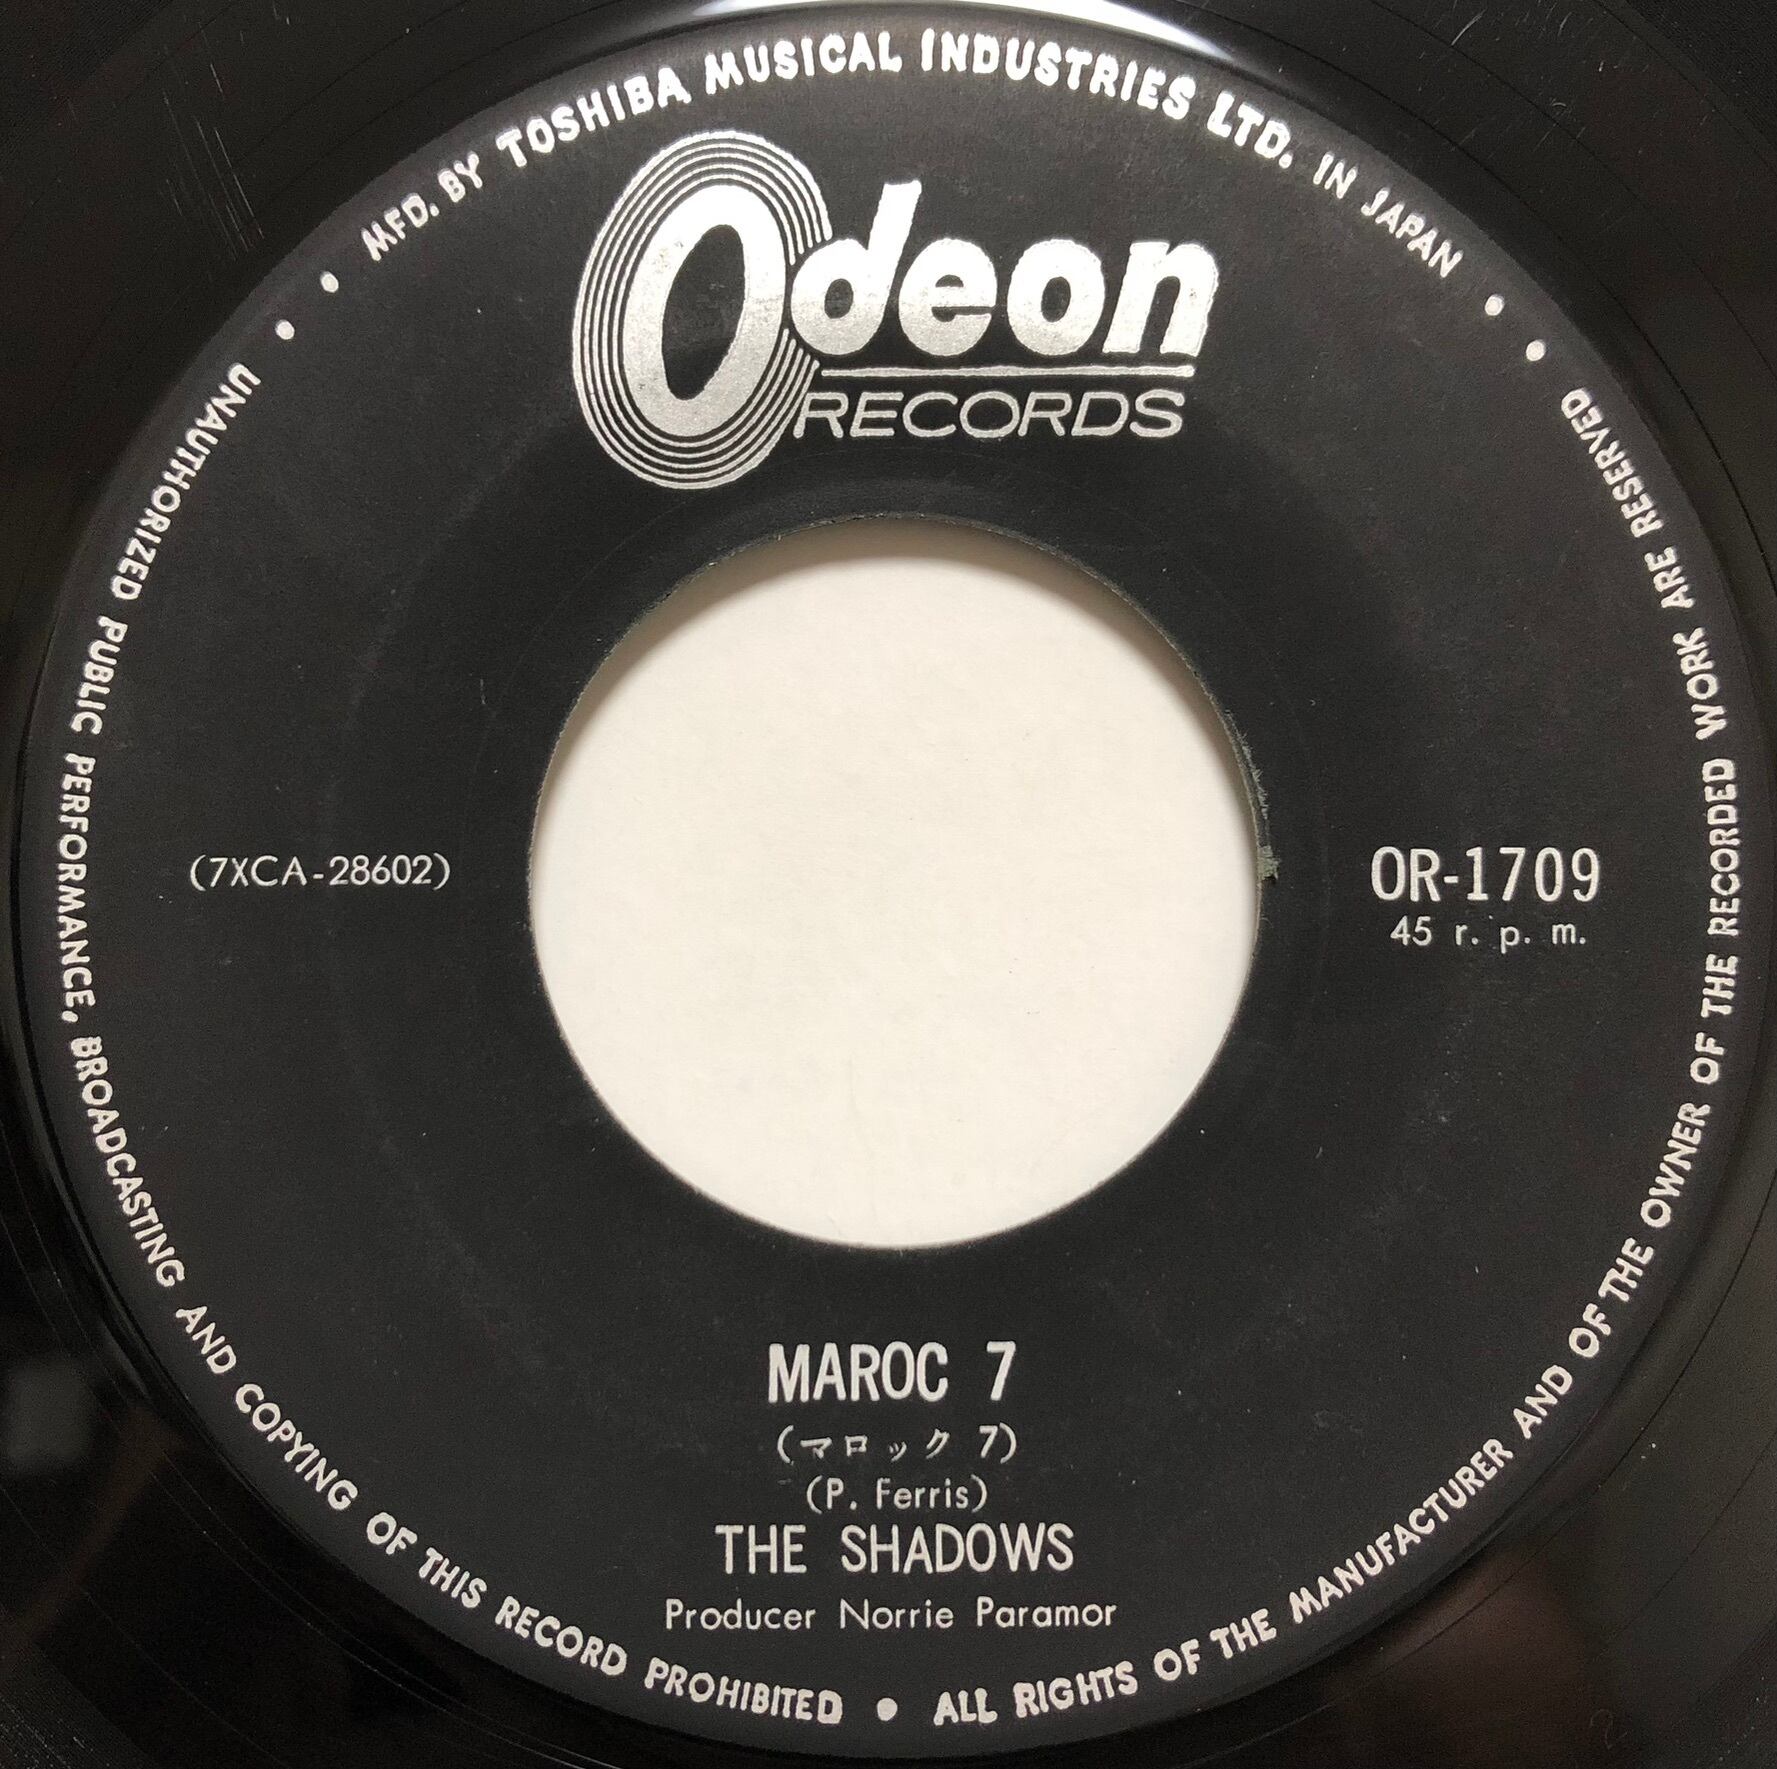 MFD. BY TOSHIBA MUSICAL INDUSTRIES LTD. IN JAPAN
Odeon
RECORDS
(7XCA-28602)
OR-1709
45 r. p. m.
MAROC 7
(マロック 7)
(P. Ferris)
THE SHADOWS
Producer Norrie Paramor
UNAUTHORIZED PUBLIC PERFORMANCE, BROADCASTING AND COPYING OF THIS RECORD PROHIBITED • ALL RIGHTS OF THE MANUFACTURER AND OF THE OWNER OF THE RECORDED WORK ARE RESERVED